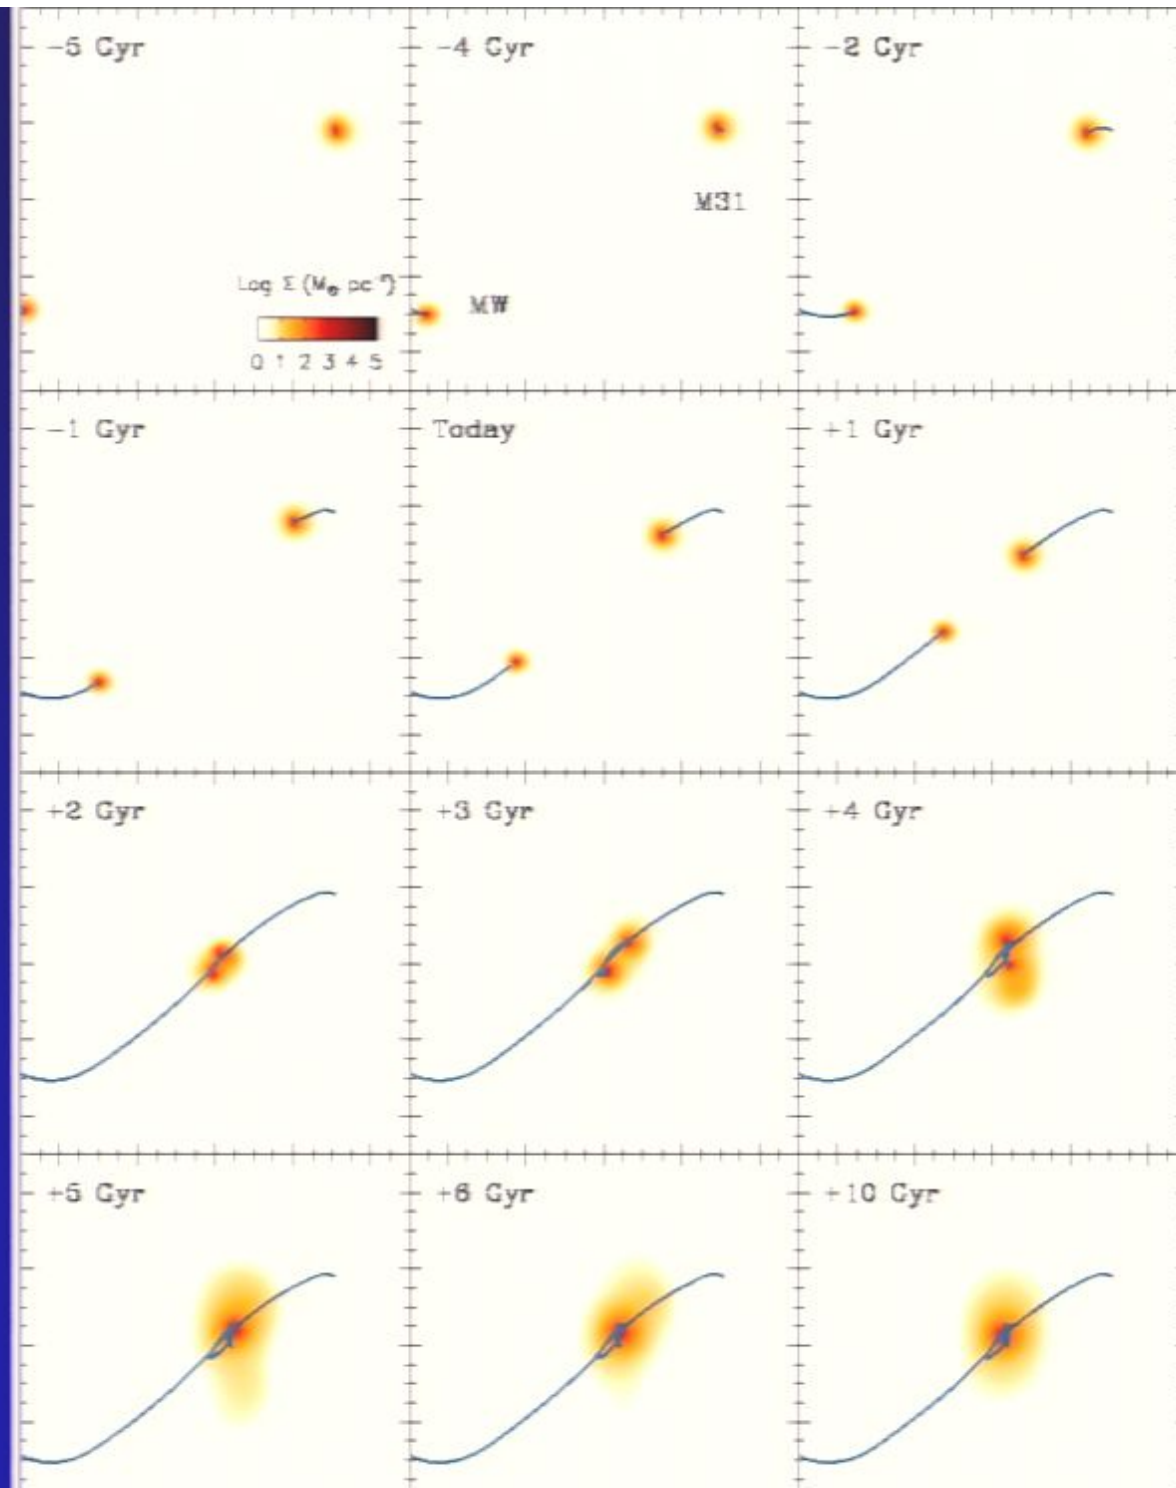 -5 Gyr
-4 Gyr
-2 Gyr
M31
Log Σ (M⊙ pc⁻²)
MW
0 1 2 3 4 5
-1 Gyr
Today
+1 Gyr
+2 Gyr
+3 Gyr
+4 Gyr
+5 Gyr
+6 Gyr
+10 Gyr